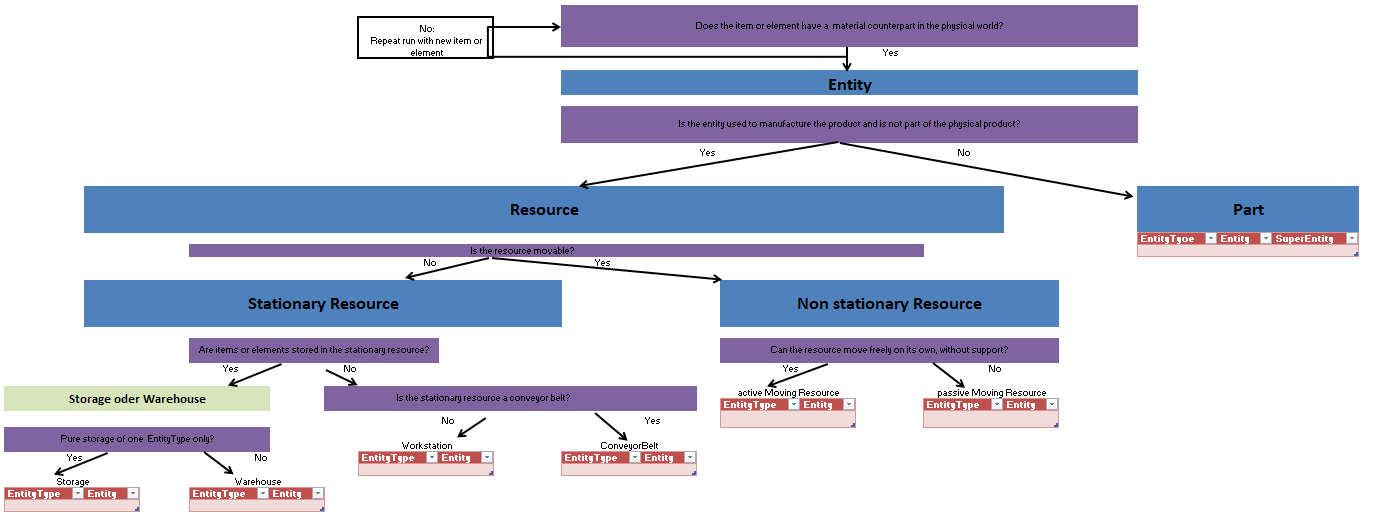 Does the item or element have a material counterpart in the physical world?
No:
Repeat run with new item or
element
Yes
Entity
Is the entity used to manufacture the product and is not part of the physical product?
Yes
No
Resource
Part
EntityTyoe Entity SuperEntity
Is the resource movable?
No
Yes
Stationary Resource
Non stationary Resource
Are items or elements stored in the stationary resource?
Can the resource move freely on its own, without support?
Yes
No
Yes
No
Storage oder Warehouse
Is the stationary resource a conveyor belt?
active Moving Resource
EntityType Entity
passive Moving Resource
EntityType Entity
No
Yes
Pure storage of one EntityType only?
Workstation
EntityType Entity
ConveyorBelt
EntityType Entity
Yes
No
Storage
EntityType Entity
Warehouse
EntityType Entity